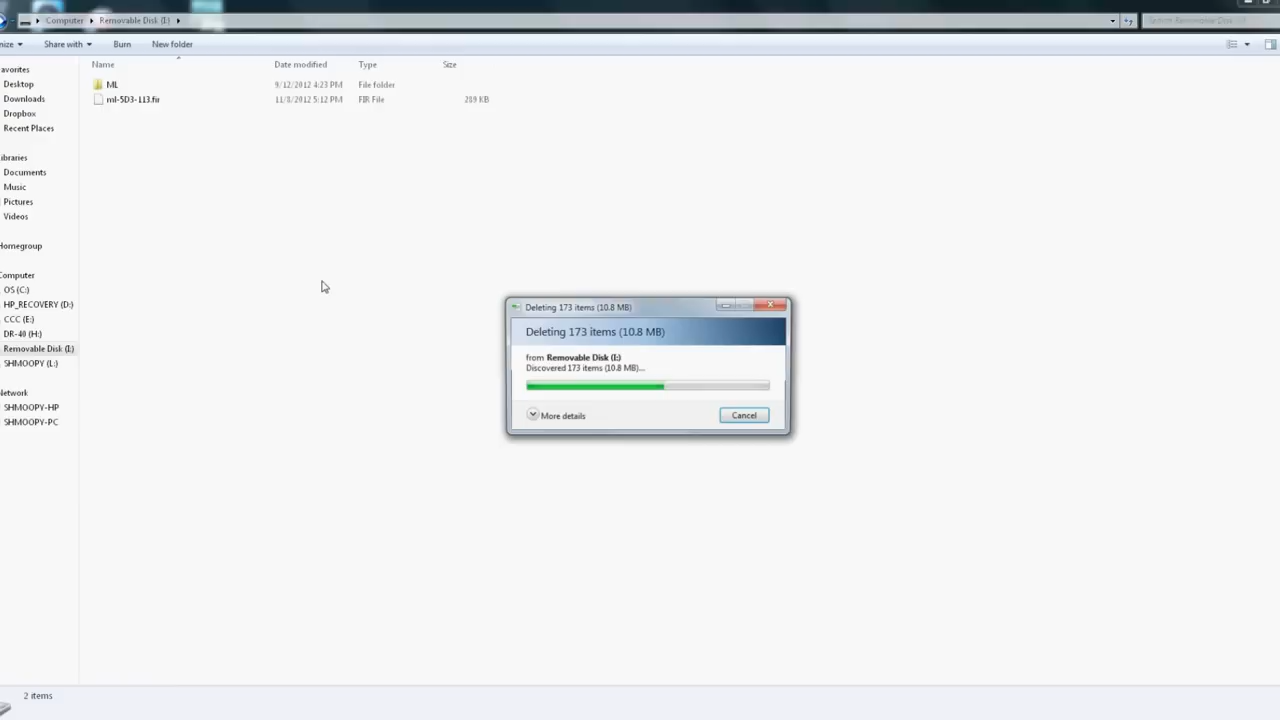 Computer Removable Disk (I:)
nize Share with Burn New folder
Name Date modified Type Size
avorites
Desktop
Downloads
Dropbox
Recent Places
ibraries
Documents
Music
Pictures
Videos
Homegroup
Computer
OS (C:)
HP_RECOVERY (D:)
CCC (E:)
DR-40 (H:)
Removable Disk (I:)
SHMOOPY (L:)
Network
SHMOOPY-HP
SHMOOPY-PC
ML 9/12/2012 4:23 PM File folder
ml-5D3-113.fir 11/8/2012 5:12 PM FIR File 289 KB
Deleting 173 items (10.8 MB)
Deleting 173 items (10.8 MB)
from Removable Disk (I:)
Discovered 173 items (10.8 MB)...
More details Cancel
2 items